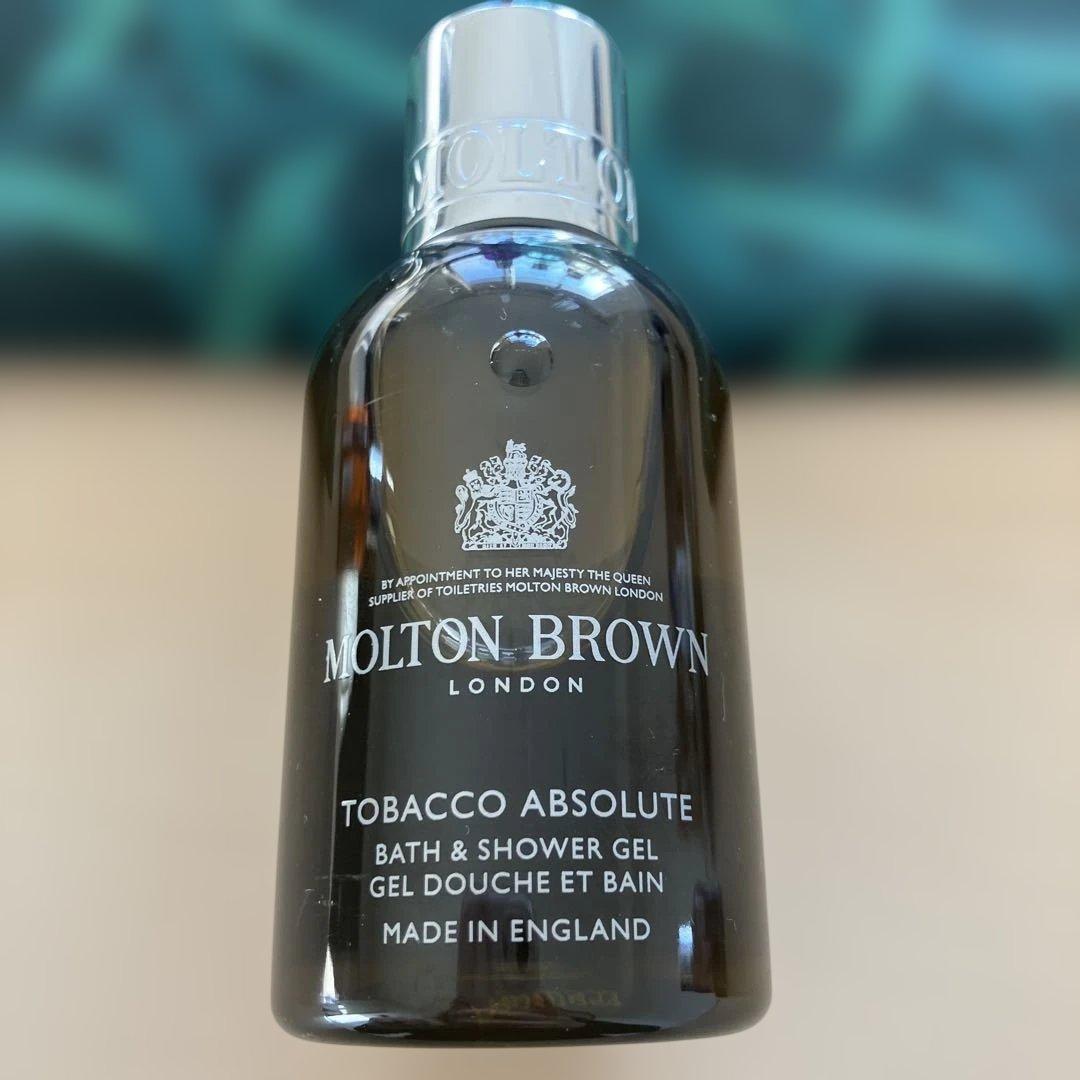 MOLTON
BY APPOINTMENT TO HER MAJESTY THE QUEEN
SUPPLIER OF TOILETRIES MOLTON BROWN LONDON
MOLTON BROWN
LONDON
TOBACCO ABSOLUTE
BATH & SHOWER GEL
GEL DOUCHE ET BAIN
MADE IN ENGLAND